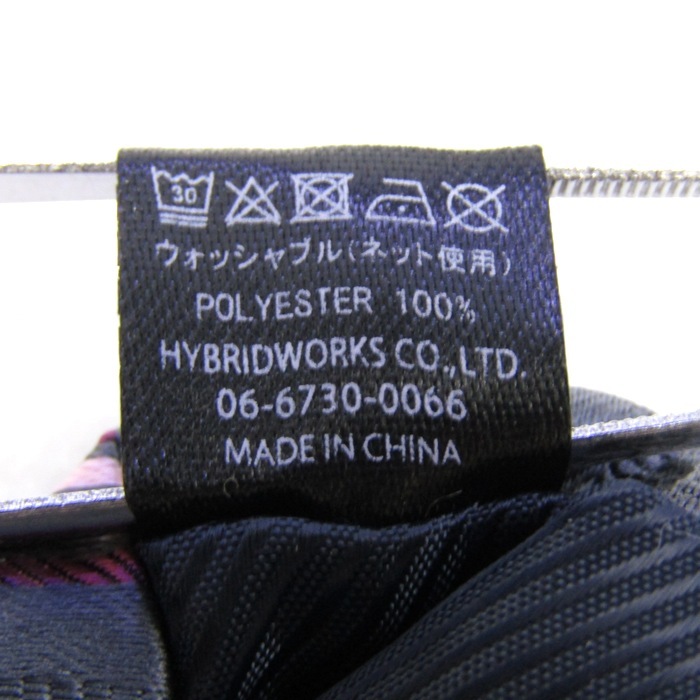 30
ウォッシャブル(ネット使用)
POLYESTER 100%
HYBRIDWORKS CO.,LTD.
06-6730-0066
MADE IN CHINA